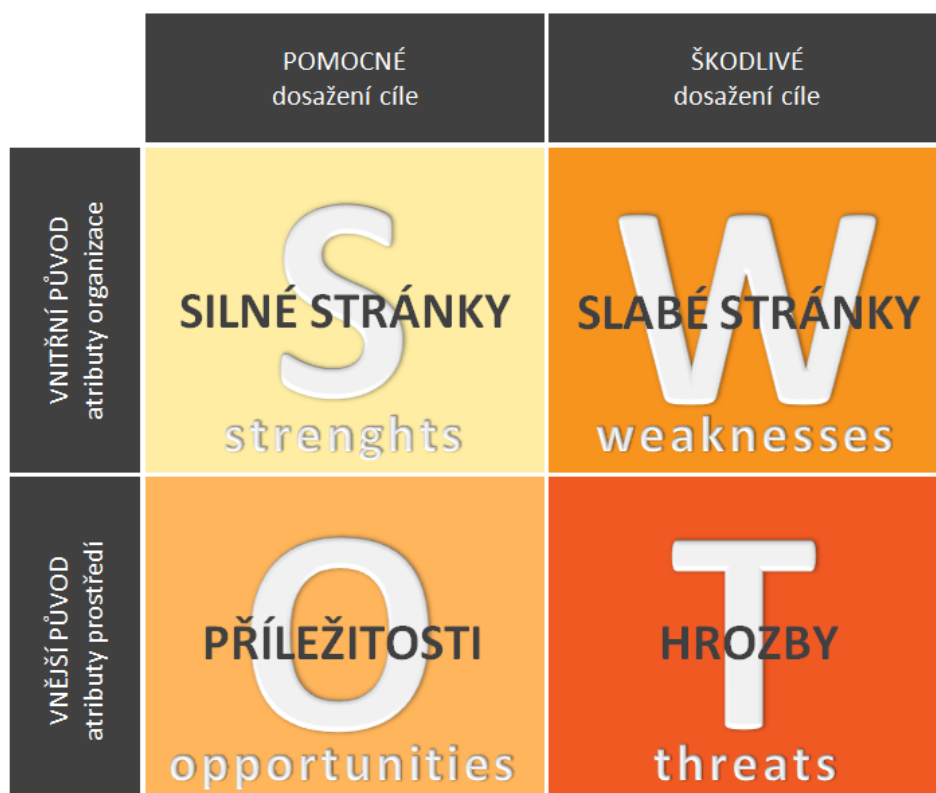 POMOCNÉ
dosažení cíle
ŠKODLIVÉ
dosažení cíle
VNITŘNÍ PŮVOD
atributy organizace
S
SILNÉ STRÁNKY
strenghts
W
SLABÉ STRÁNKY
weaknesses
VNĚJŠÍ PŮVOD
atributy prostředí
O
PŘÍLEŽITOSTI
opportunities
T
HROZBY
threats